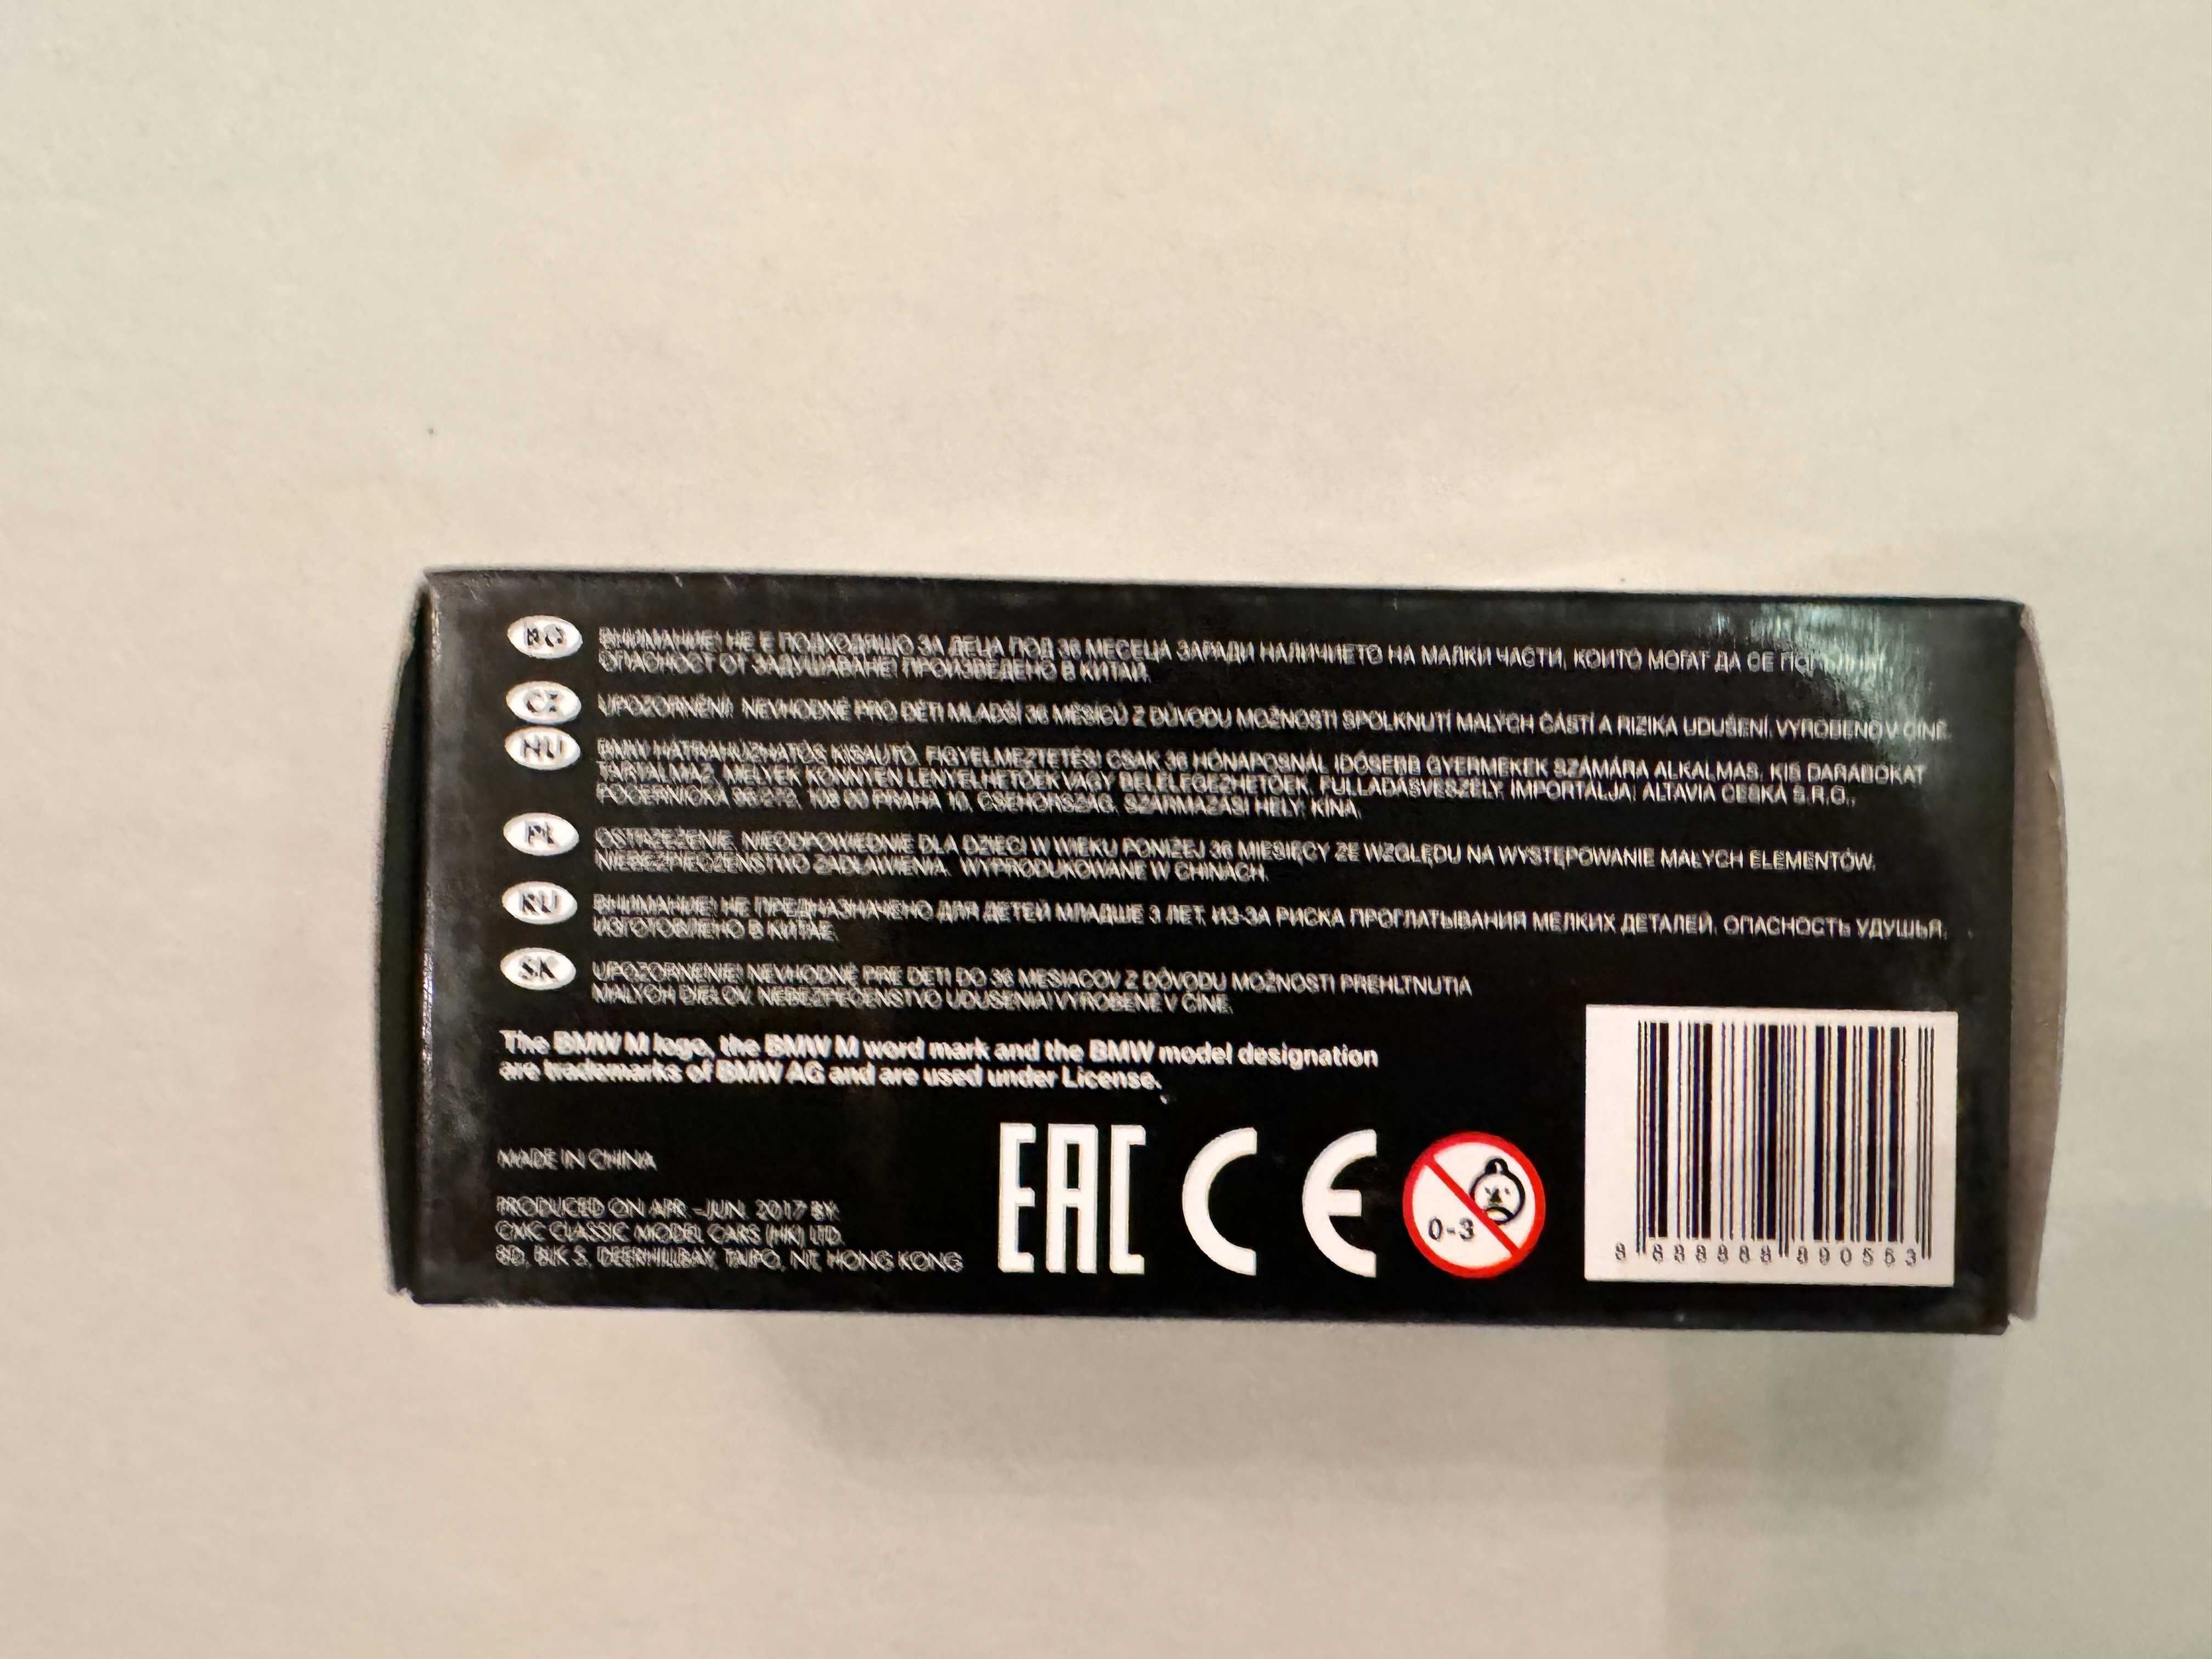 BG ВНИМАНИЕ! НЕ Е ПОДХОДЯЩО ЗА ДЕЦА ПОД 36 МЕСЕЦА ЗАРАДИ НАЛИЧИЕТО НА МАЛКИ ЧАСТИ, КОИТО МОГАТ ДА СЕ
ОПАСНОСТ ОТ ЗАДУШАВАНЕ! ПРОИЗВЕДЕНО В КИТАЙ.
CZ UPOZORNĚNÍ! NEVHODNÉ PRO DĚTI MLADŠÍ 36 MĚSÍCŮ Z DŮVODU MOŽNOSTI SPOLKNUTÍ MALÝCH ČÁSTÍ A RIZIKA UDUŠENÍ. VYROBENO V ČÍNĚ.
HU BMW HÁTRAHÚZHATÓS KISAUTÓ. FIGYELMEZTETÉS! CSAK 36 HÓNAPOSNÁL IDŐSEBB GYERMEKEK SZÁMÁRA ALKALMAS. KIS DARABOKAT
TARTALMAZ, MELYEK KÖNNYEN LENYELHETŐEK VAGY BELÉLEGEZHETŐEK. FULLADÁSVESZÉLY. IMPORTÁLJA: ALTAVIA ČESKÁ S.R.O.,
POČERNICKÁ 96/272, 108 00 PRAHA 10, CSEHORSZÁG. SZÁRMAZÁSI HELY: KÍNA.
PL OSTRZEŻENIE. NIEODPOWIEDNIE DLA DZIECI W WIEKU PONIŻEJ 36 MIESIĘCY ZE WZGLĘDU NA WYSTĘPOWANIE MAŁYCH ELEMENTÓW.
NIEBEZPIECZEŃSTWO ZADŁAWIENIA. WYPRODUKOWANE W CHINACH.
RU ВНИМАНИЕ! НЕ ПРЕДНАЗНАЧЕНО ДЛЯ ДЕТЕЙ МЛАДШЕ 3 ЛЕТ, ИЗ-ЗА РИСКА ПРОГЛАТЫВАНИЯ МЕЛКИХ ДЕТАЛЕЙ. ОПАСНОСТЬ УДУШЬЯ.
ИЗГОТОВЛЕНО В КИТАЕ.
SK UPOZORNENIE! NEVHODNÉ PRE DETI DO 36 MESIACOV Z DÔVODU MOŽNOSTI PREHLTNUTIA
MALÝCH DIELOV. NEBEZPEČENSTVO UDUSENIA! VYROBENÉ V ČÍNE.
The BMW M logo, the BMW M word mark and the BMW model designation
are trademarks of BMW AG and are used under License.
MADE IN CHINA
PRODUCED ON APR -JUN. 2017 BY:
CMC CLASSIC MODEL CARS (HK) LTD.
8D, BLK 5, DEERHILLBAY, TAIPO, NT, HONG KONG
EAC CE
0-3
8 888888 890553